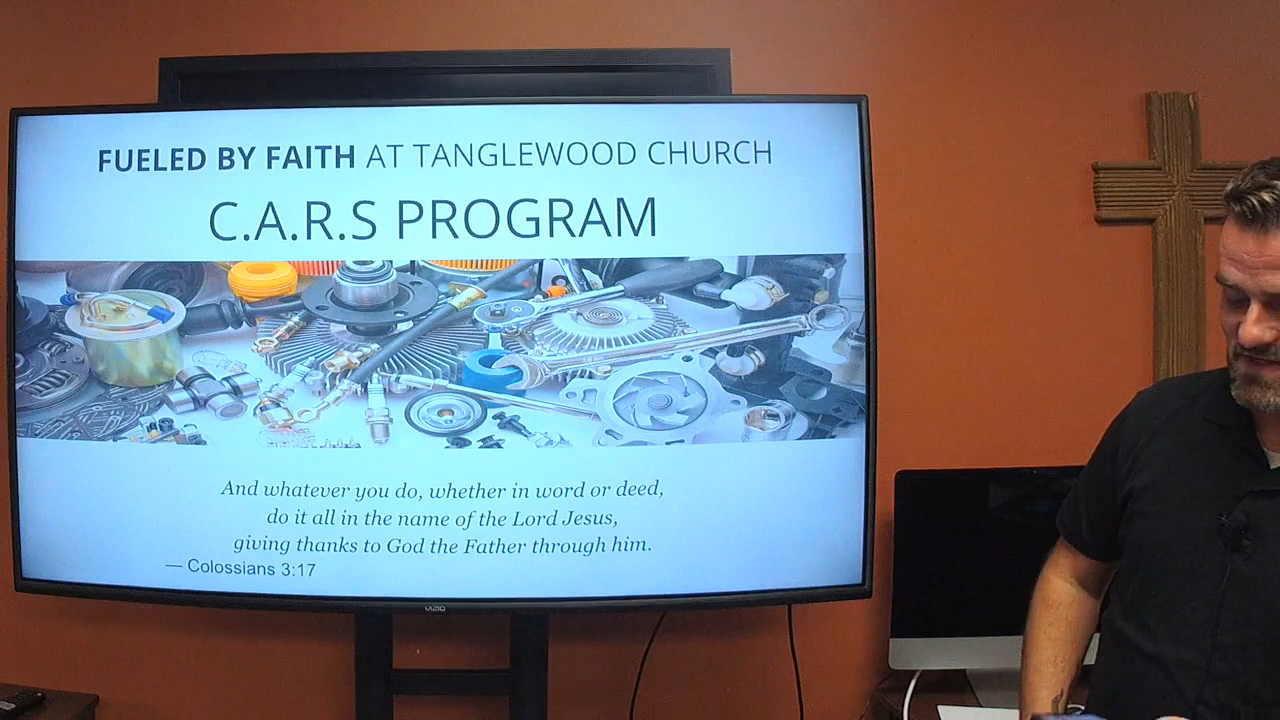 FUELED BY FAITH AT TANGLEWOOD CHURCH
C.A.R.S PROGRAM
And whatever you do, whether in word or deed,
do it all in the name of the Lord Jesus,
giving thanks to God the Father through him.
— Colossians 3:17
VIZIO